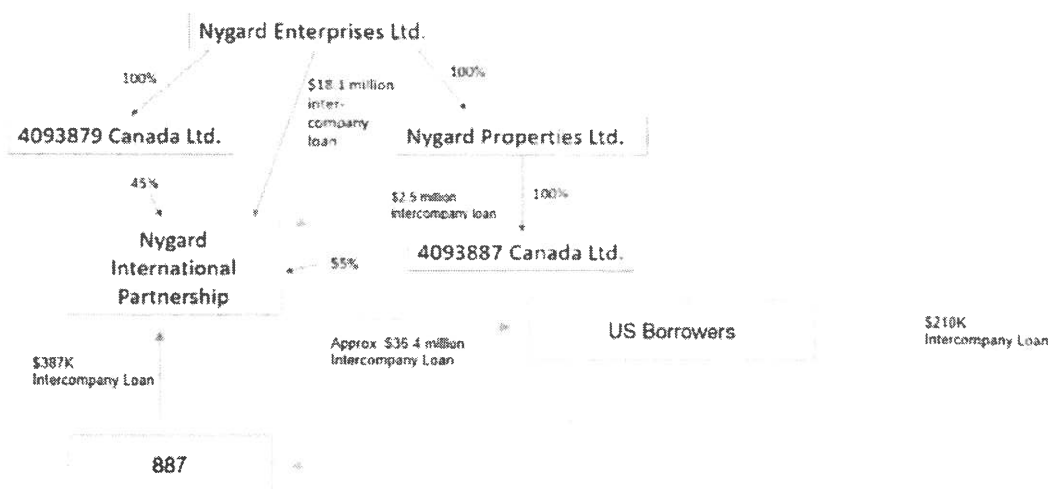 Nygard Enterprises Ltd.
100%
$18.1 million
inter-
company
loan
100%
4093879 Canada Ltd.
Nygard Properties Ltd.
45%
$2.5 million
intercompany loan
100%
Nygard
International
Partnership
55%
4093887 Canada Ltd.
$387K
Intercompany Loan
Approx $36.4 million
Intercompany Loan
US Borrowers
$210K
Intercompany Loan
887